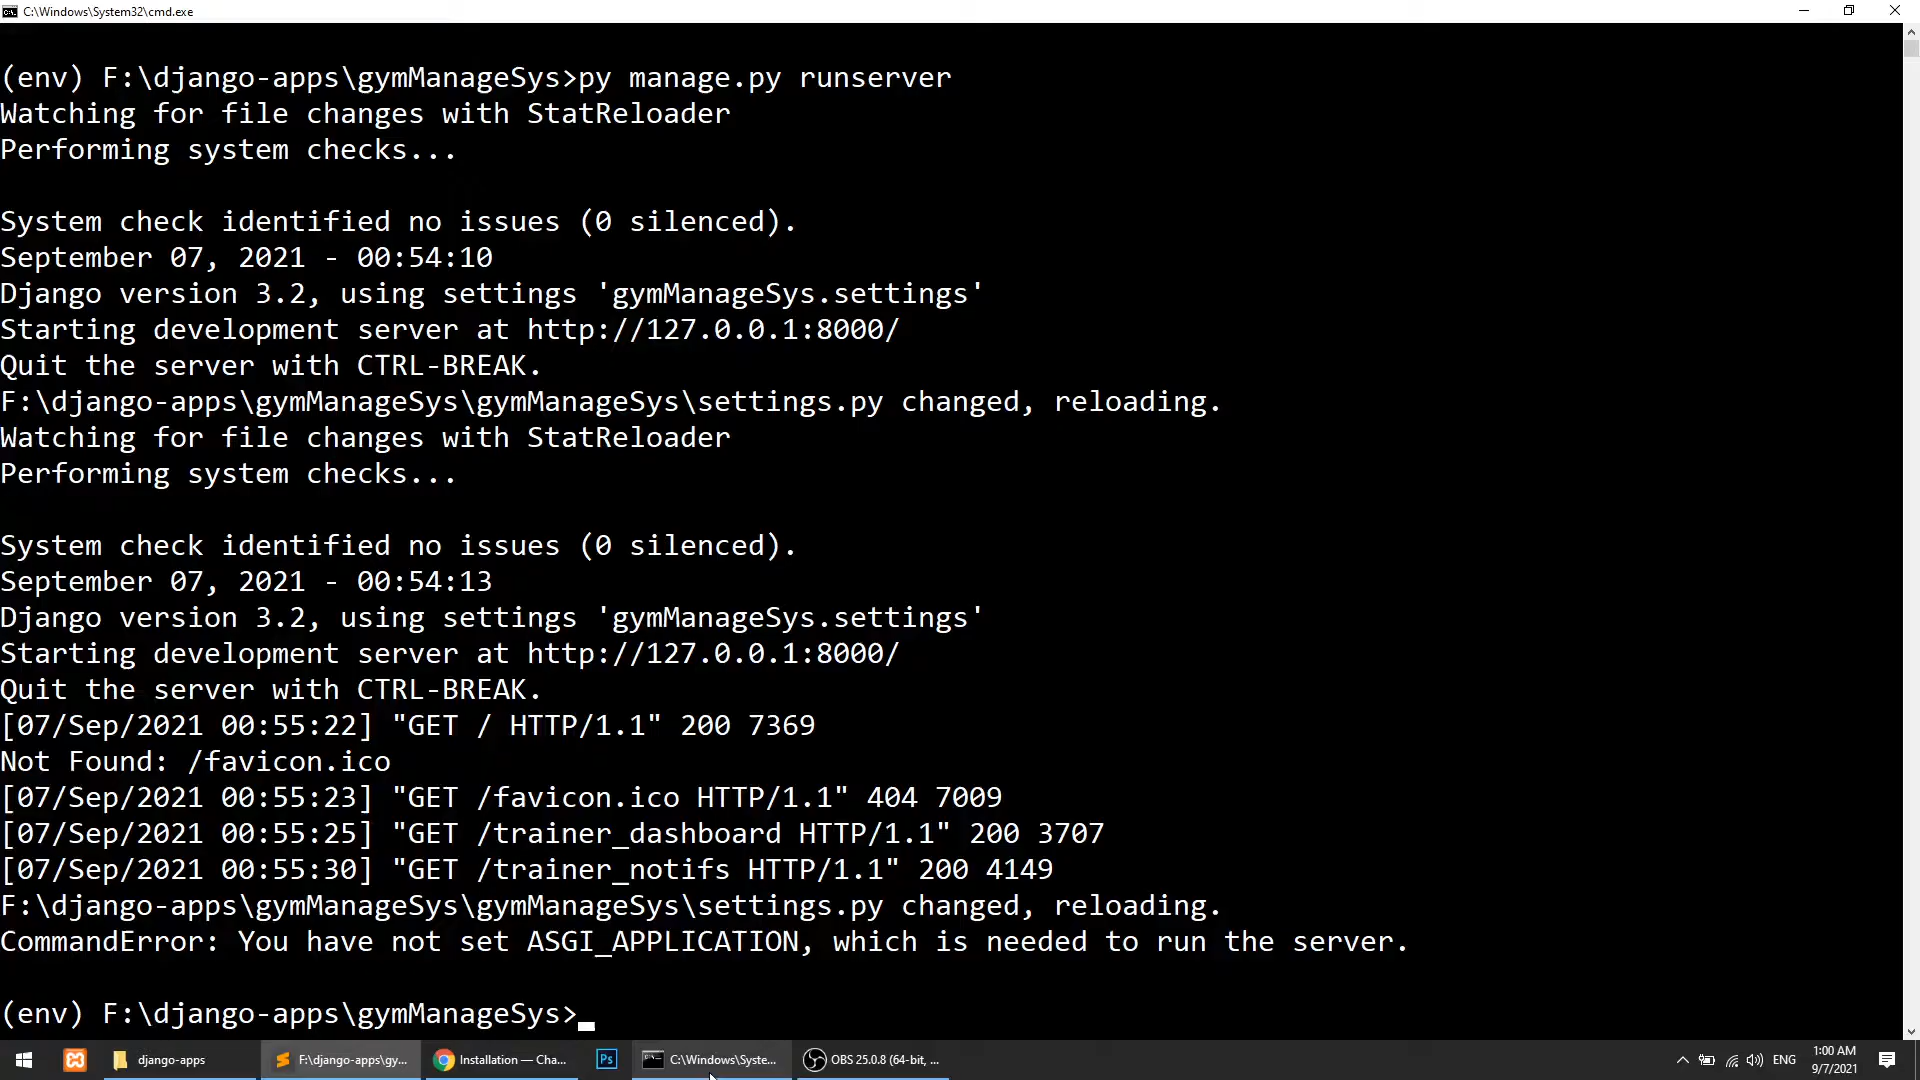 C:\Windows\System32\cmd.exe
(env) F:\django-apps\gymManageSys>py manage.py runserver
Watching for file changes with StatReloader
Performing system checks...
System check identified no issues (0 silenced).
September 07, 2021 - 00:54:10
Django version 3.2, using settings 'gymManageSys.settings'
Starting development server at http://127.0.0.1:8000/
Quit the server with CTRL-BREAK.
F:\django-apps\gymManageSys\gymManageSys\settings.py changed, reloading.
Watching for file changes with StatReloader
Performing system checks...
System check identified no issues (0 silenced).
September 07, 2021 - 00:54:13
Django version 3.2, using settings 'gymManageSys.settings'
Starting development server at http://127.0.0.1:8000/
Quit the server with CTRL-BREAK.
[07/Sep/2021 00:55:22] "GET / HTTP/1.1" 200 7369
Not Found: /favicon.ico
[07/Sep/2021 00:55:23] "GET /favicon.ico HTTP/1.1" 404 7009
[07/Sep/2021 00:55:25] "GET /trainer_dashboard HTTP/1.1" 200 3707
[07/Sep/2021 00:55:30] "GET /trainer_notifs HTTP/1.1" 200 4149
F:\django-apps\gymManageSys\gymManageSys\settings.py changed, reloading.
CommandError: You have not set ASGI_APPLICATION, which is needed to run the server.
(env) F:\django-apps\gymManageSys>
django-apps
F:\django-apps\gy...
Installation — Cha...
Ps
C:\Windows\Syste...
OBS 25.0.8 (64-bit, ...
ENG
1:00 AM
9/7/2021